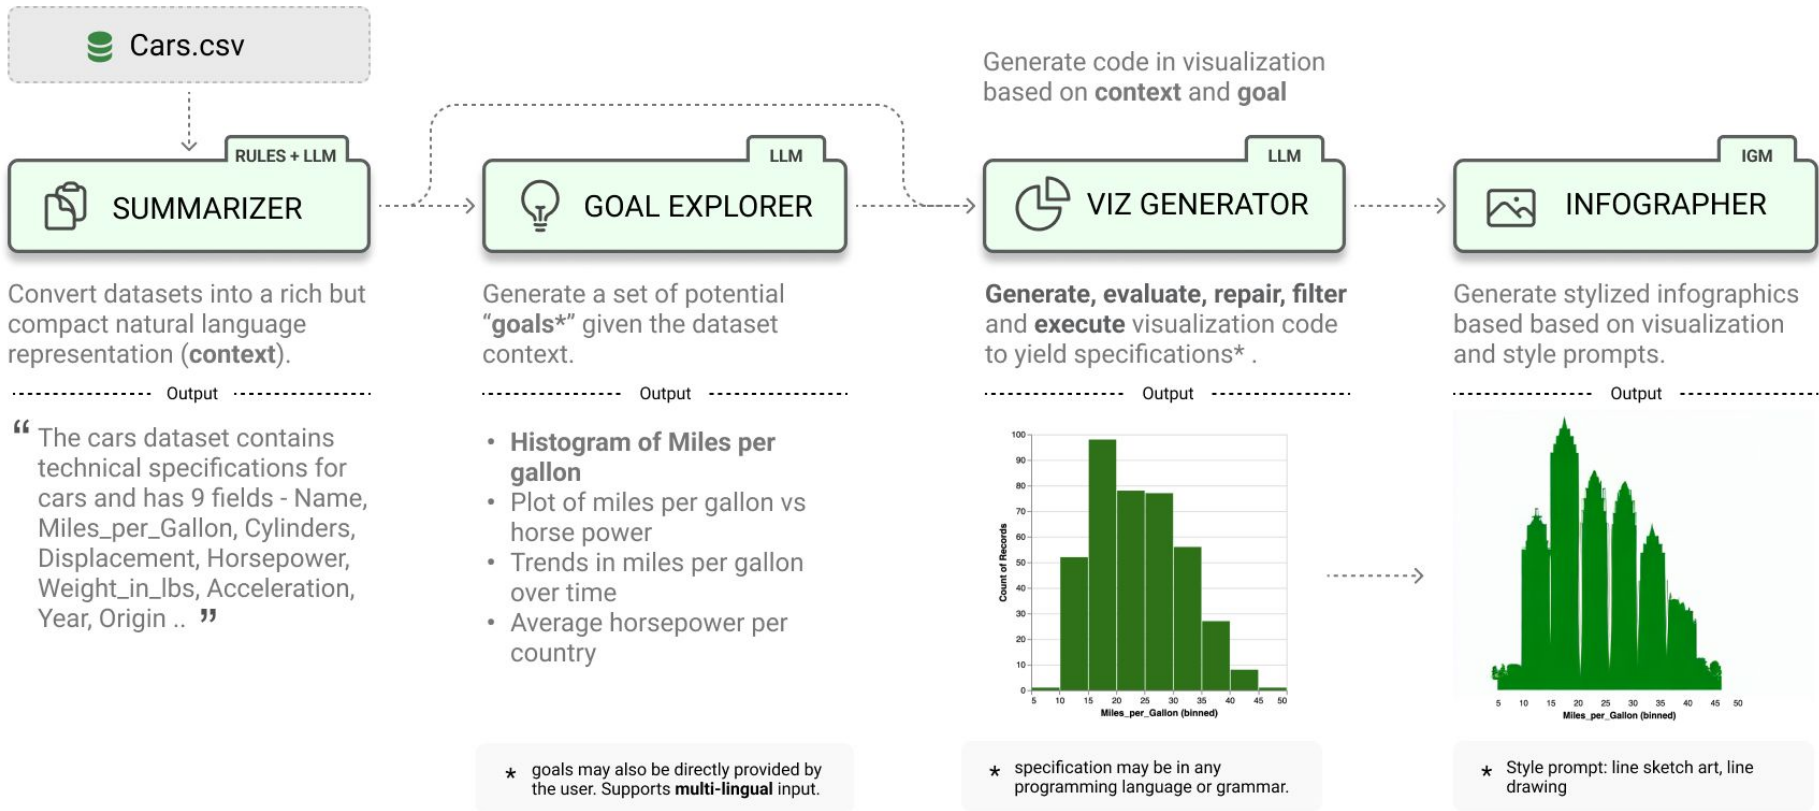 Cars.csv
RULES + LLM
SUMMARIZER
Convert datasets into a rich but
compact natural language
representation (context).
Output
“ The cars dataset contains
technical specifications for
cars and has 9 fields - Name,
Miles_per_Gallon, Cylinders,
Displacement, Horsepower,
Weight_in_lbs, Acceleration,
Year, Origin .. ”
LLM
GOAL EXPLORER
Generate a set of potential
“goals*” given the dataset
context.
Output
• Histogram of Miles per
gallon
• Plot of miles per gallon vs
horse power
• Trends in miles per gallon
over time
• Average horsepower per
country
* goals may also be directly provided by
the user. Supports multi-lingual input.
Generate code in visualization
based on context and goal
LLM
VIZ GENERATOR
Generate, evaluate, repair, filter
and execute visualization code
to yield specifications* .
Output
100
90
80
70
60
50
40
30
20
10
0
Count of Records
5 10 15 20 25 30 35 40 45 50
Miles_per_Gallon (binned)
* specification may be in any
programming language or grammar.
IGM
INFOGRAPHER
Generate stylized infographics
based based on visualization
and style prompts.
Output
5 10 15 20 25 30 35 40 45 50
Miles_per_Gallon (binned)
* Style prompt: line sketch art, line
drawing